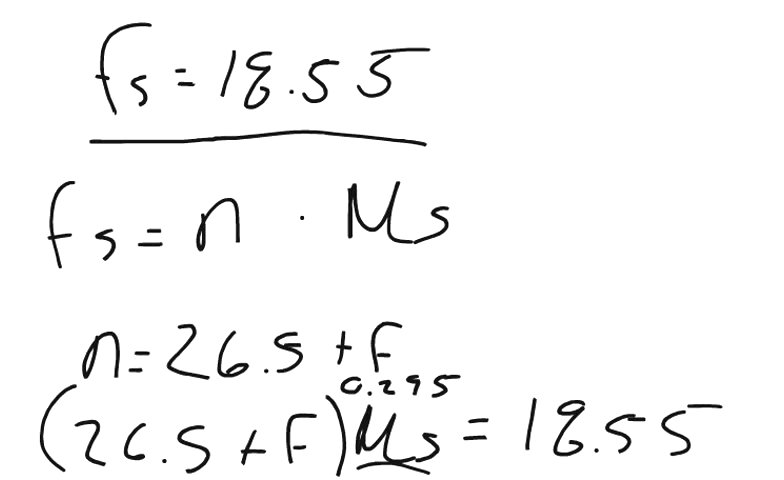 fs = 18.55
fs = n · Ms
n = 26.5 + F
0.295
(26.5 + F) Ms = 18.55